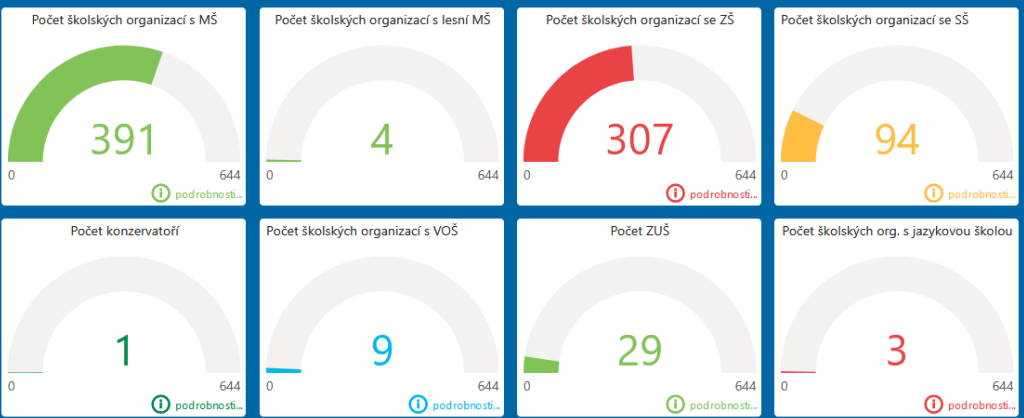 Počet školských organizací s MŠ
391
0
644
podrobnosti...
Počet školských organizací s lesní MŠ
4
0
644
Počet školských organizací se ZŠ
307
0
644
podrobnosti...
Počet školských organizací se SŠ
94
0
644
podrobnosti...
Počet konzervatoří
1
0
644
podrobnosti...
Počet školských organizací s VOŠ
9
0
644
podrobnosti...
Počet ZUŠ
29
0
644
podrobnosti...
Počet školských org. s jazykovou školou
3
0
644
podrobnosti...